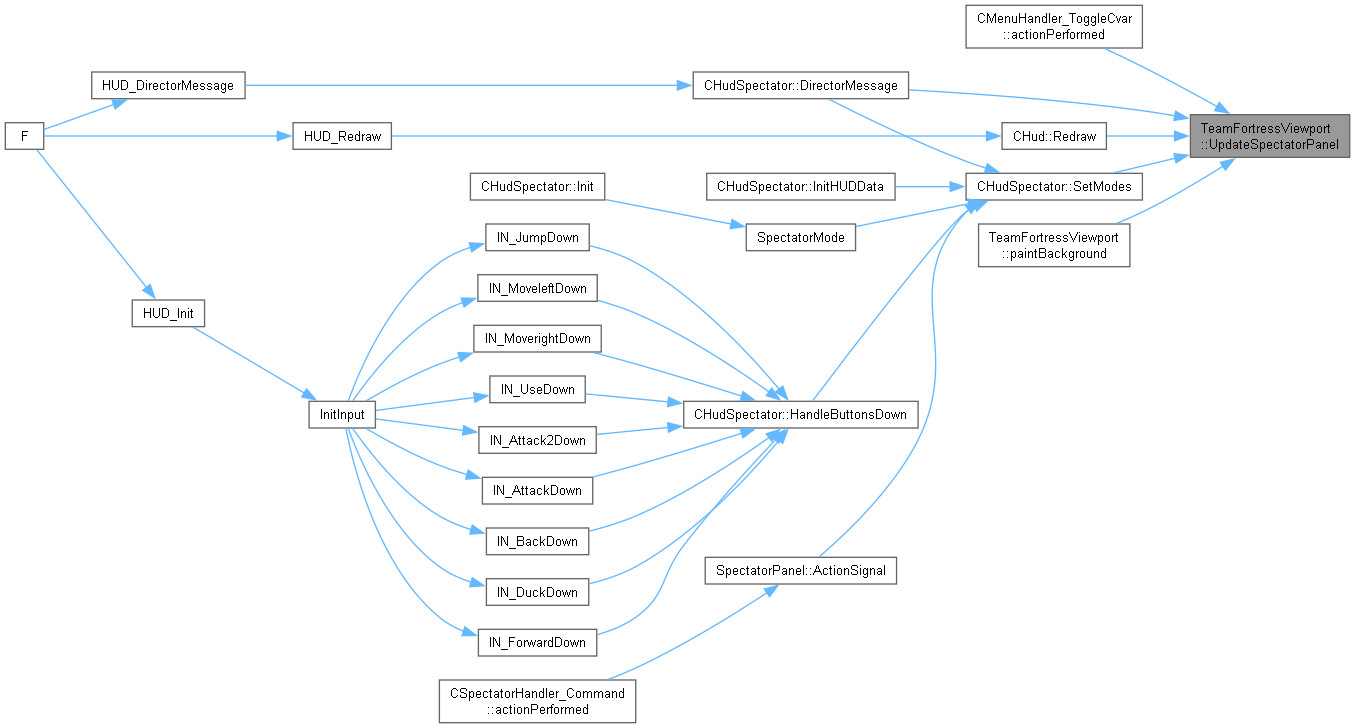 CMenuHandler_ToggleCvar
::actionPerformed
HUD_DirectorMessage
CHudSpectator::DirectorMessage
TeamFortressViewport
::UpdateSpectatorPanel
F
HUD_Redraw
CHud::Redraw
CHudSpectator::Init
CHudSpectator::InitHUDData
CHudSpectator::SetModes
IN_JumpDown
SpectatorMode
TeamFortressViewport
::paintBackground
IN_MoveleftDown
HUD_Init
IN_MoverightDown
IN_UseDown
InitInput
CHudSpectator::HandleButtonsDown
IN_Attack2Down
IN_AttackDown
IN_BackDown
SpectatorPanel::ActionSignal
IN_DuckDown
IN_ForwardDown
CSpectatorHandler_Command
::actionPerformed